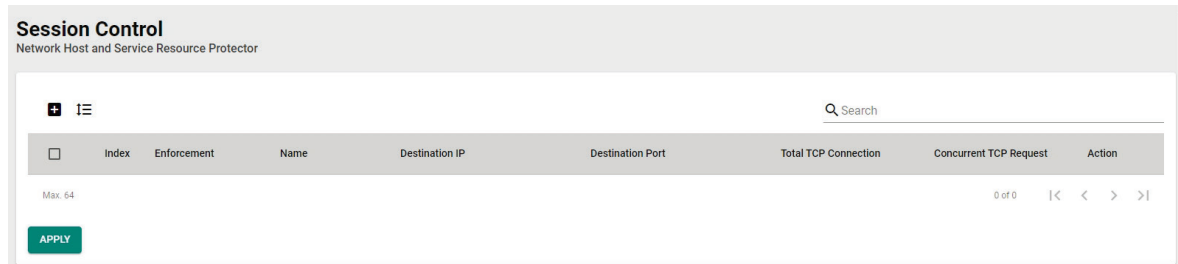 Session Control
Network Host and Service Resource Protector
Search
Index Enforcement Name Destination IP Destination Port Total TCP Connection Concurrent TCP Request Action
Max. 64 0 of 0
APPLY